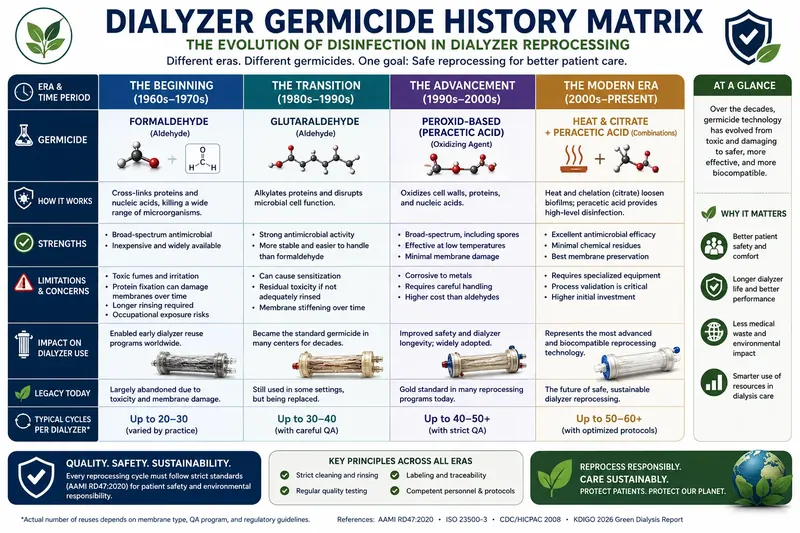 DIALYZER GERMICIDE HISTORY MATRIX
THE EVOLUTION OF DISINFECTION IN DIALYZER REPROCESSING
Different eras. Different germicides. One goal: Safe reprocessing for better patient care.
ERA &
TIME PERIOD
THE BEGINNING
(1960s–1970s)
THE TRANSITION
(1980s–1990s)
THE ADVANCEMENT
(1990s–2000s)
THE MODERN ERA
(2000s–PRESENT)
GERMICIDE
FORMALDEHYDE
(Aldehyde)
+
O
C
H
H
GLUTARALDEHYDE
(Aldehyde)
PEROXID-BASED
(PERACETIC ACID)
(Oxidizing Agent)
HEAT & CITRATE
+ PERACETIC ACID (Combinations)
+
HOW IT WORKS
Cross-links proteins and
nucleic acids, killing a
wide range of microorganisms.
Alkylates proteins and disrupts
microbial cell function.
Oxidizes cell walls, proteins,
and nucleic acids.
Heat and chelation (citrate) loosen
biofilms; peracetic acid provides
high-level disinfection.
STRENGTHS
• Broad-spectrum antimicrobial
• Inexpensive and widely available
• Strong antimicrobial activity
• More stable and easier to handle
than formaldehyde
• Broad-spectrum, including spores
• Effective at low temperatures
• Minimal membrane damage
• Excellent antimicrobial efficacy
• Minimal chemical residues
• Best membrane preservation
LIMITATIONS
& CONCERNS
• Toxic fumes and irritation
• Protein fixation can damage
membranes over time
• Longer rinsing required
• Occupational exposure risks
• Can cause sensitization
• Residual toxicity if not
adequately rinsed
• Membrane stiffening over time
• Corrosive to metals
• Requires careful handling
• Higher cost than aldehydes
• Requires specialized equipment
• Process validation is critical
• Higher initial investment
IMPACT ON
DIALYZER USE
Enabled early dialyzer reuse
programs worldwide.
Became the standard germicide in
many centers for decades.
Improved safety and dialyzer
longevity; widely adopted.
Represents the most advanced
and biocompatible reprocessing
technology.
LEGACY TODAY
Largely abandoned due to
toxicity and membrane damage.
Still used in some settings,
but being replaced.
Gold standard in many reprocessing
programs today.
The future of safe, sustainable
dialyzer reprocessing.
TYPICAL CYCLES
PER DIALYZER*
Up to 20–30
(varied by practice)
Up to 30–40
(with careful QA)
Up to 40–50+
(with strict QA)
Up to 50–60+
(with optimized protocols)
AT A GLANCE
Over the decades,
germicide technology
has evolved from
toxic and damaging
to safer, more
effective, and more
biocompatible.
WHY IT MATTERS
Better patient
safety and
comfort
Longer dialyzer
life and better
performance
Less medical
waste and
environmental
impact
Smarter use of
resources in
dialysis care
QUALITY. SAFETY. SUSTAINABILITY.
Every reprocessing cycle must follow strict standards
(AAMI RD47:2020) for patient safety and environmental
responsibility.
KEY PRINCIPLES ACROSS ALL ERAS
Strict cleaning and rinsing
Labeling and traceability
Regular quality testing
Competent personnel & protocols
REPROCESS RESPONSIBLY.
CARE SUSTAINABLY.
PROTECT PATIENTS. PROTECT OUR PLANET.
*Actual number of reuses depends on membrane type, QA program, and regulatory guidelines.
References: AAMI RD47:2020 • ISO 23500-3 • CDC/HICPAC 2008 • KDIGO 2026 Green Dialysis Report